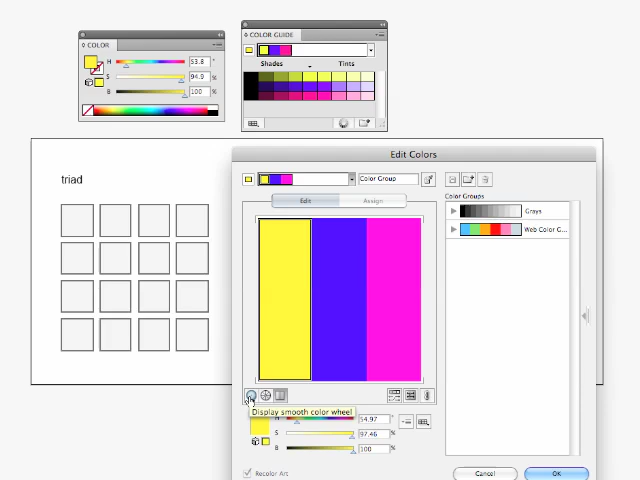 COLOR
H 53.8 °
S 94.9 %
B 100 %
COLOR GUIDE
Shades Tints
triad
Edit Colors
Color Group
Edit Assign
Color Groups
Grays
Web Color G...
Display smooth color wheel
H 54.97 °
S 97.46 %
B 100 %
Recolor Art
Cancel OK